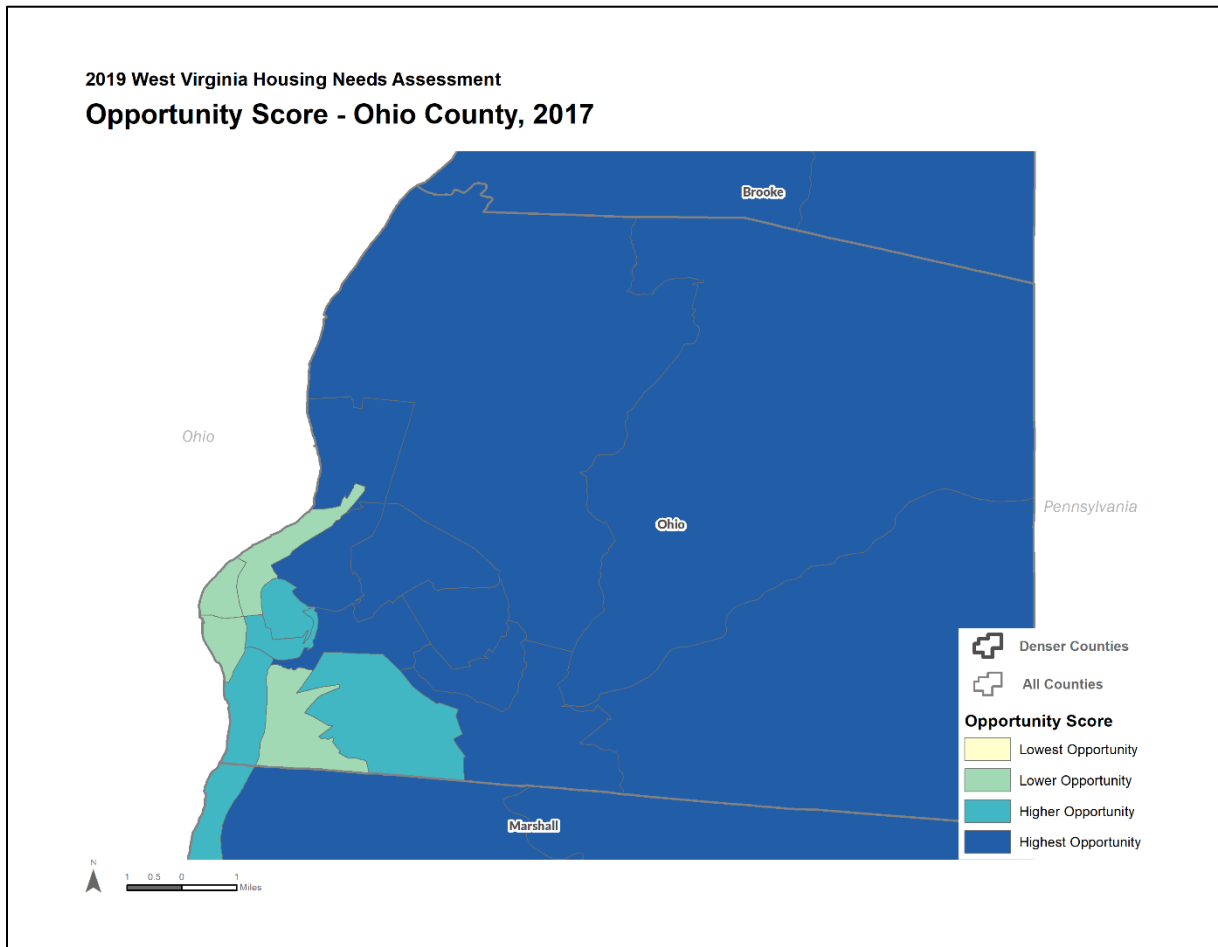 2019 West Virginia Housing Needs Assessment
Opportunity Score - Ohio County, 2017
Brooke
Ohio
Pennsylvania
Ohio
Denser Counties
All Counties
Opportunity Score
Lowest Opportunity
Lower Opportunity
Higher Opportunity
Highest Opportunity
Marshall
N
1 0.5 0 1
Miles